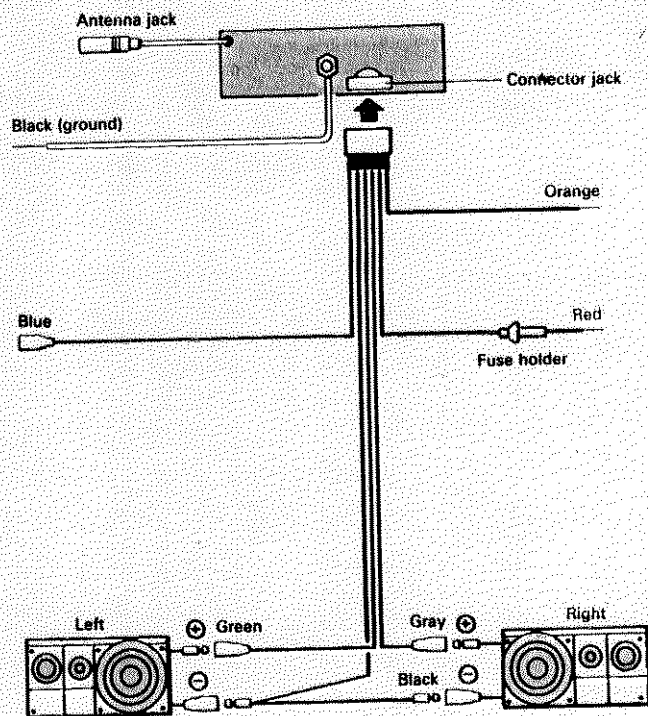 Antenna jack
Connector jack
Black (ground)
Orange
Blue
Red
Fuse holder
Left
⊕ Green
Gray ⊕
Right
⊖
Black ⊖